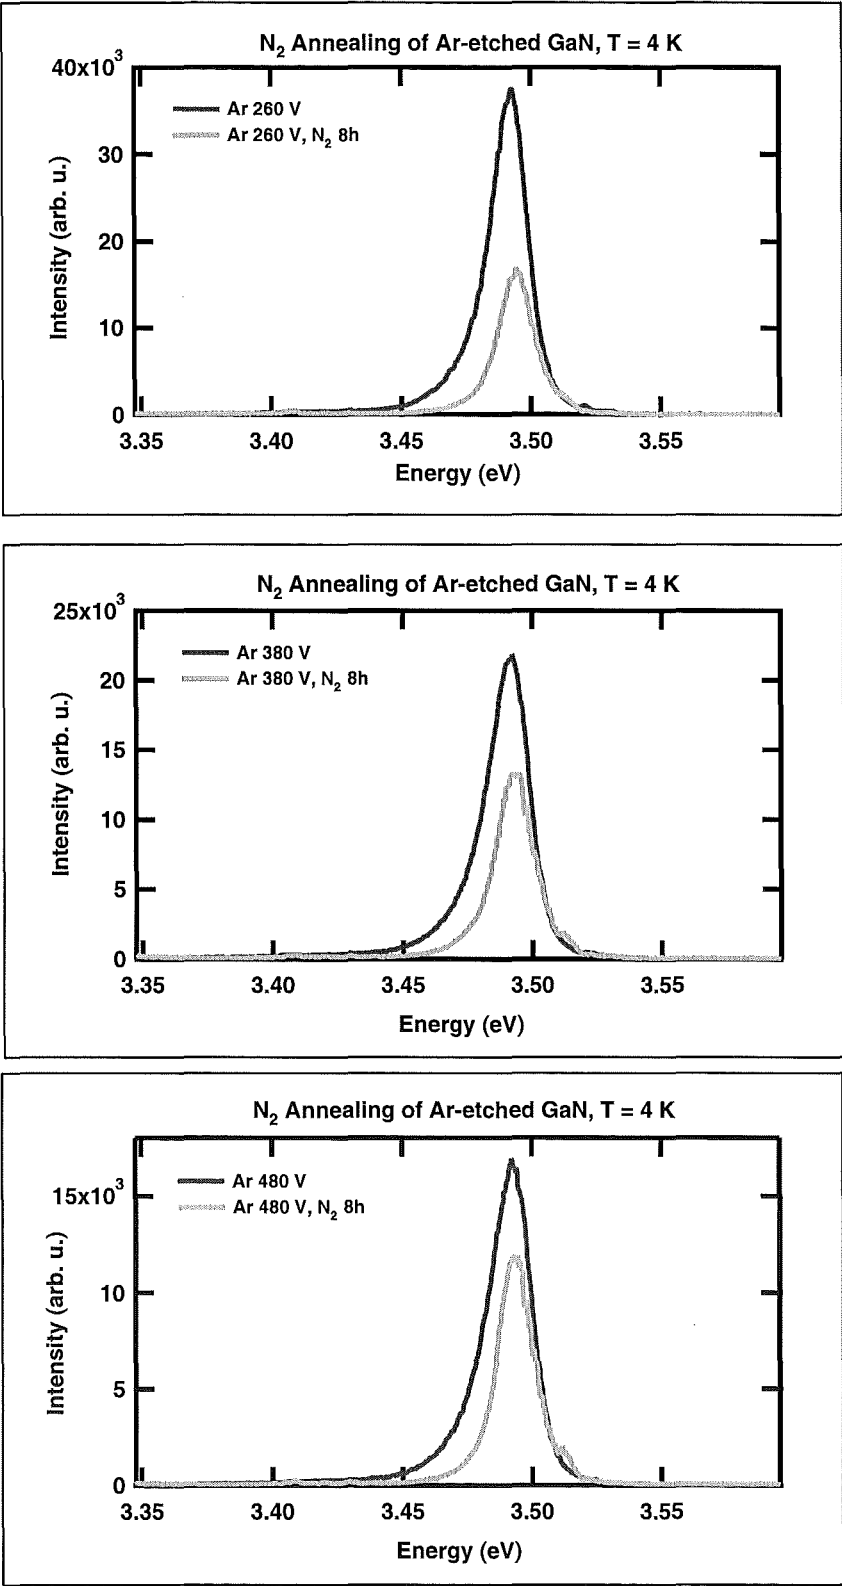 N2 Annealing of Ar-etched GaN, T = 4 K
40x10^3
Ar 260 V
Ar 260 V, N2 8h
30
20
10
0
Intensity (arb. u.)
3.35 3.40 3.45 3.50 3.55
Energy (eV)
N2 Annealing of Ar-etched GaN, T = 4 K
25x10^3
Ar 380 V
Ar 380 V, N2 8h
20
15
10
5
0
Intensity (arb. u.)
3.35 3.40 3.45 3.50 3.55
Energy (eV)
N2 Annealing of Ar-etched GaN, T = 4 K
Ar 480 V
15x10^3
Ar 480 V, N2 8h
10
5
0
Intensity (arb. u.)
3.35 3.40 3.45 3.50 3.55
Energy (eV)